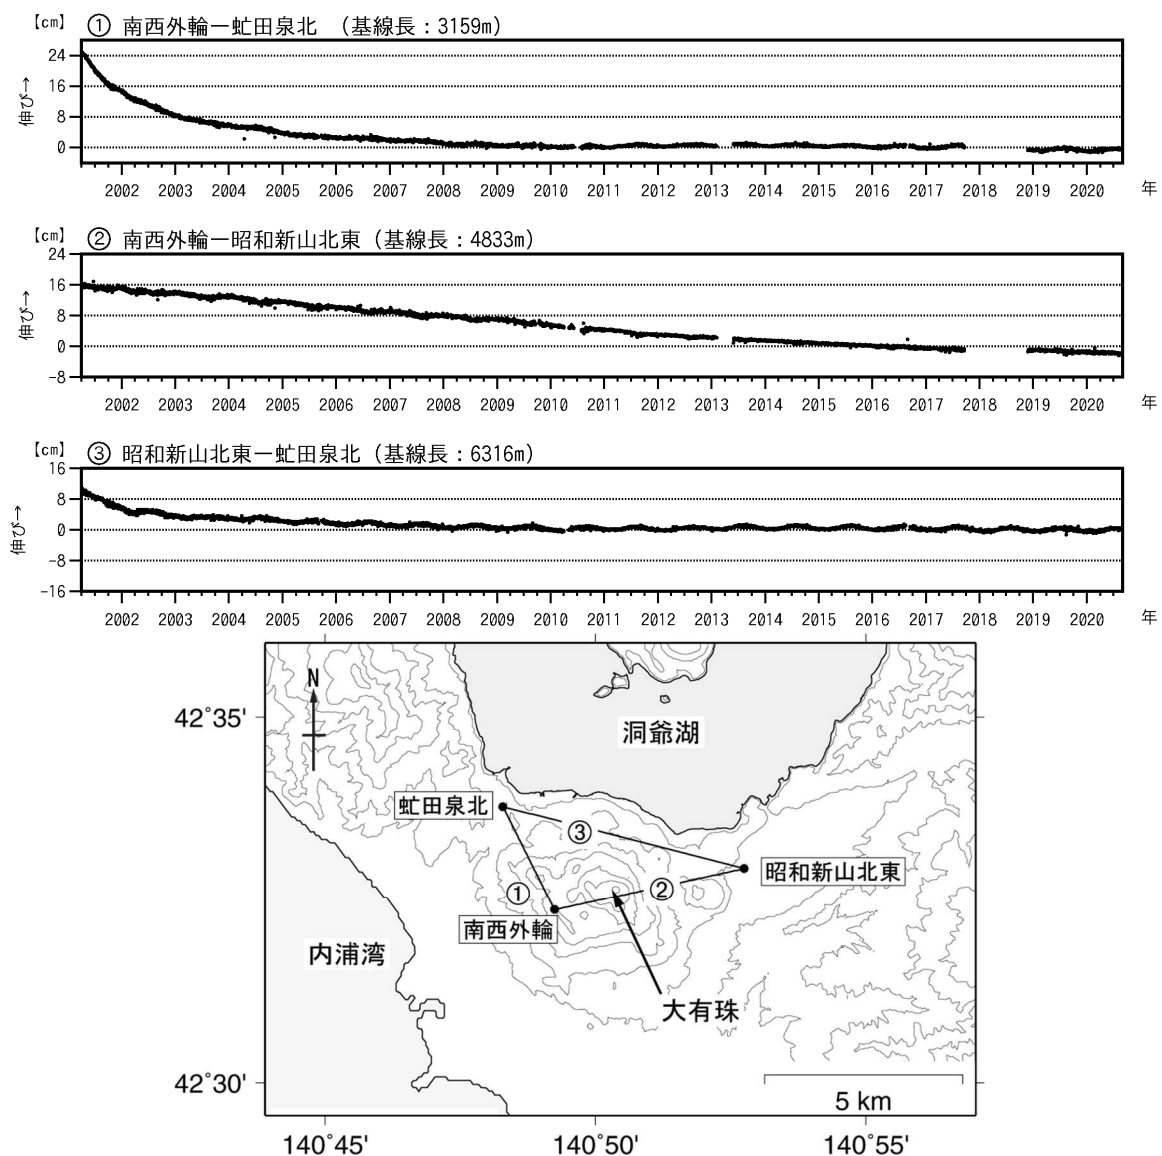 【cm】 ① 南西外輪ー虻田泉北 （基線長：3159m）
24
16
8
0
伸び→
2002 2003 2004 2005 2006 2007 2008 2009 2010 2011 2012 2013 2014 2015 2016 2017 2018 2019 2020 年
【cm】 ② 南西外輪ー昭和新山北東（基線長：4833m）
24
16
8
0
-8
伸び→
2002 2003 2004 2005 2006 2007 2008 2009 2010 2011 2012 2013 2014 2015 2016 2017 2018 2019 2020 年
【cm】 ③ 昭和新山北東ー虻田泉北（基線長：6316m）
16
8
0
-8
-16
伸び→
2002 2003 2004 2005 2006 2007 2008 2009 2010 2011 2012 2013 2014 2015 2016 2017 2018 2019 2020 年
N
42°35'
洞爺湖
虻田泉北
③
昭和新山北東
①
②
南西外輪
内浦湾
大有珠
42°30'
5 km
140°45' 140°50' 140°55'